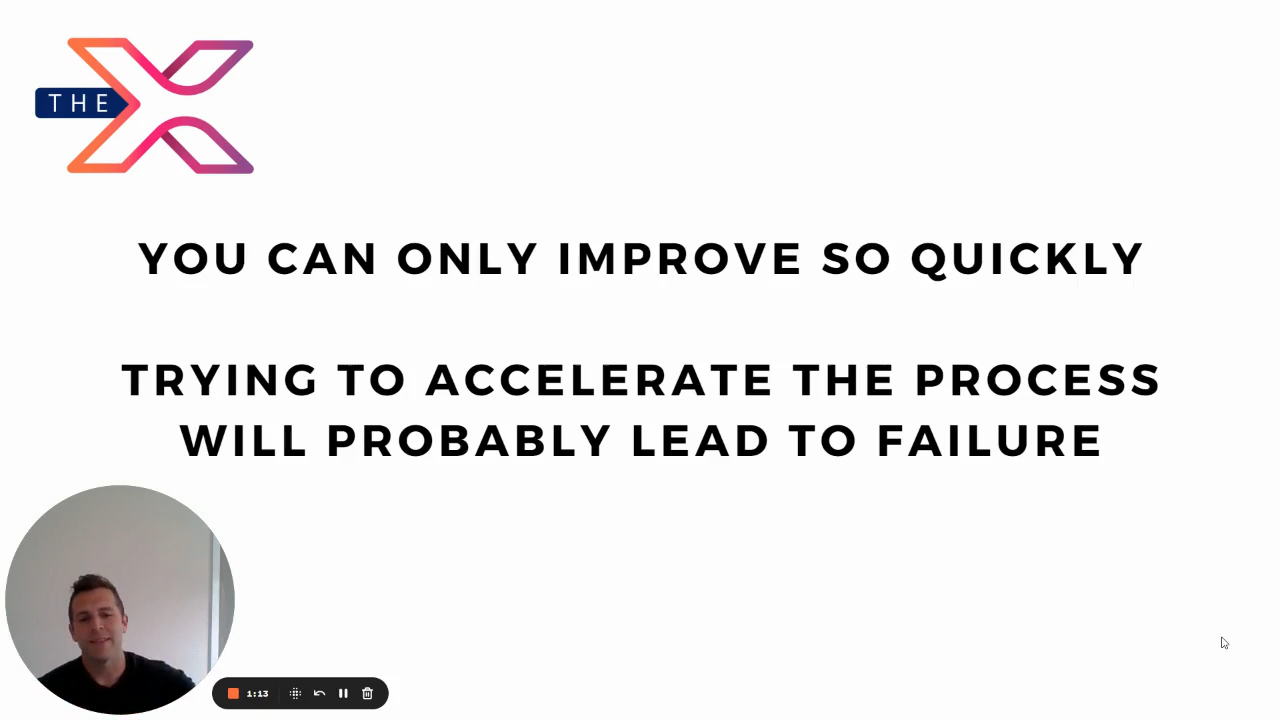 THE
YOU CAN ONLY IMPROVE SO QUICKLY
TRYING TO ACCELERATE THE PROCESS
WILL PROBABLY LEAD TO FAILURE
1:13